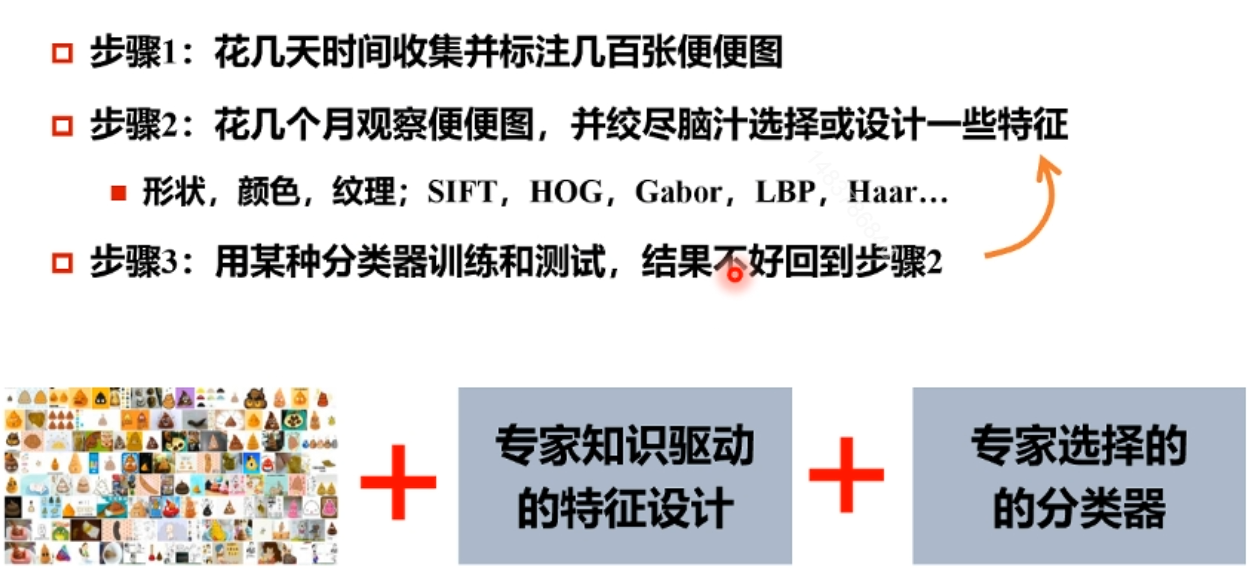 步骤1：花几天时间收集并标注几百张便便图
步骤2：花几个月观察便便图，并绞尽脑汁选择或设计一些特征
形状，颜色，纹理；SIFT，HOG，Gabor，LBP，Haar…
步骤3：用某种分类器训练和测试，结果不好回到步骤2
专家知识驱动
的特征设计
专家选择的
的分类器